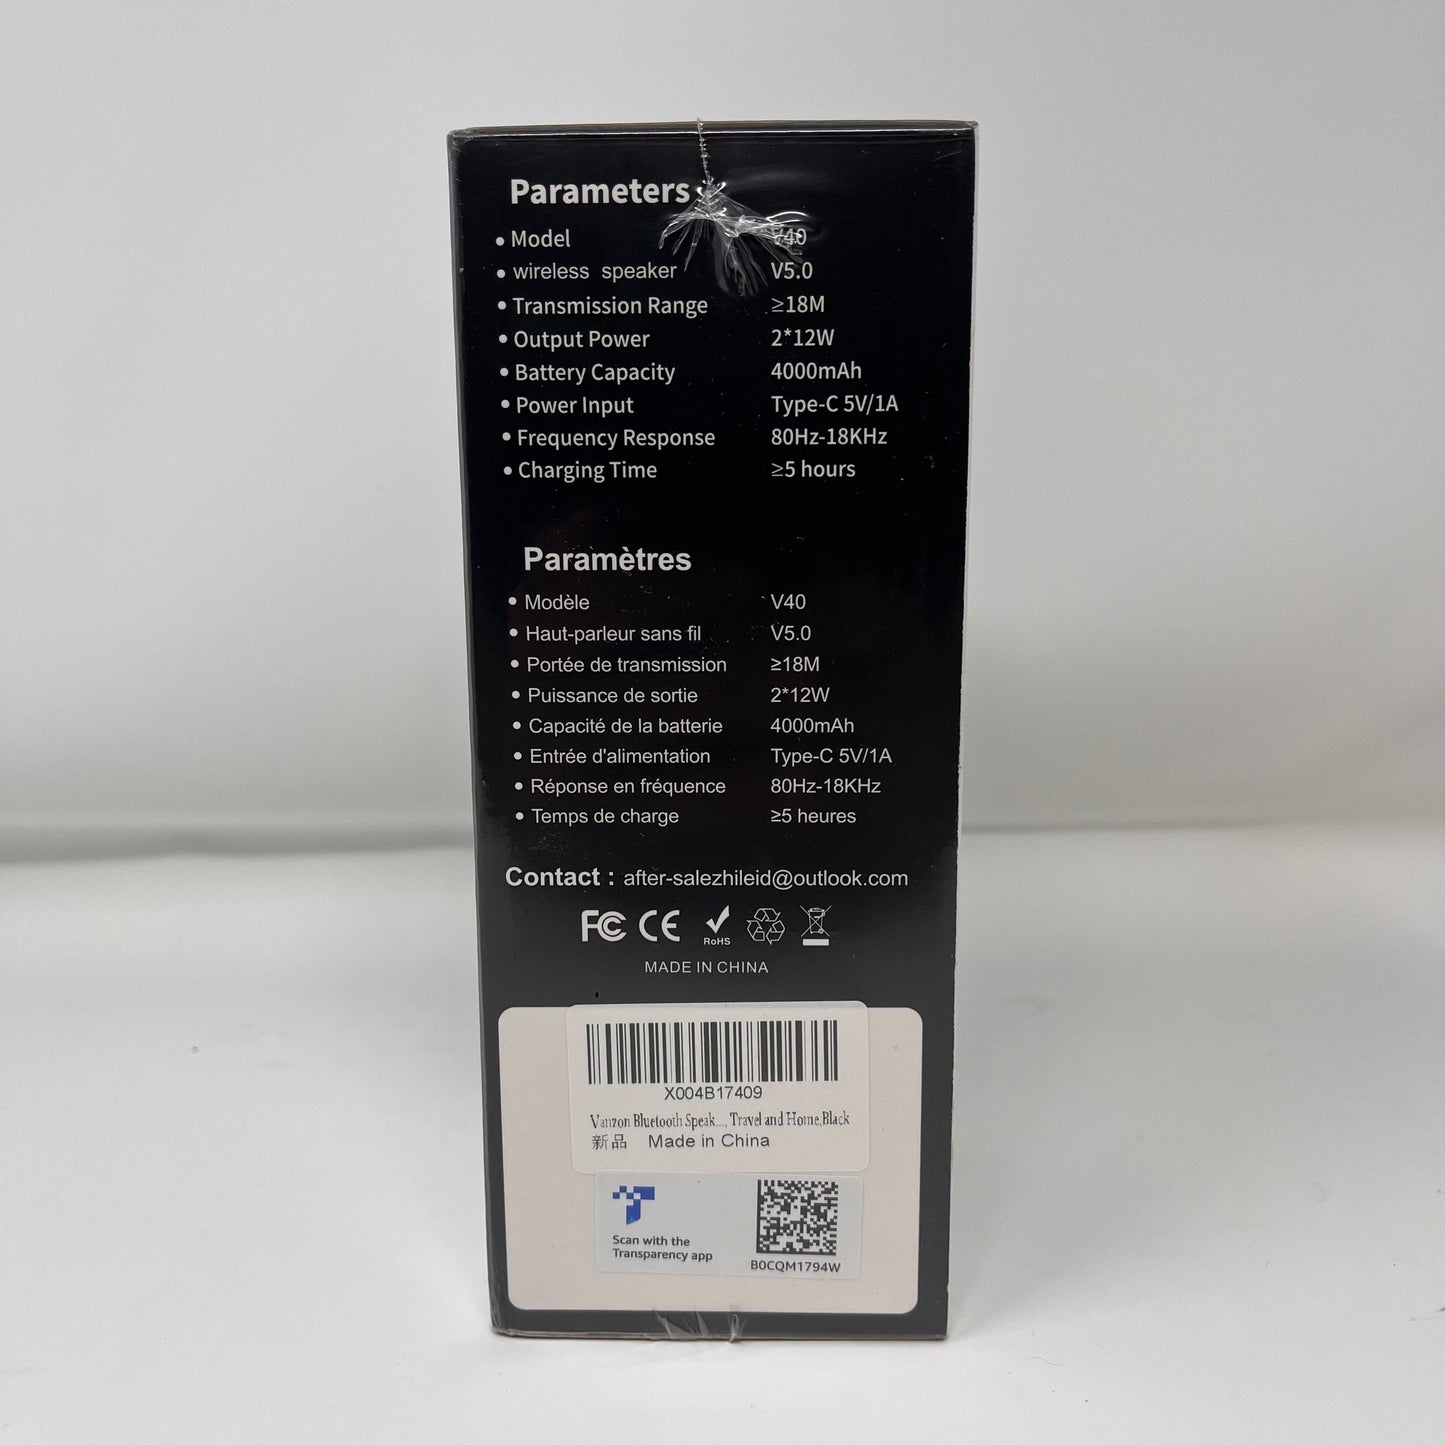 Parameters
• Model V40
• wireless speaker V5.0
• Transmission Range ≥18M
• Output Power 2*12W
• Battery Capacity 4000mAh
• Power Input Type-C 5V/1A
• Frequency Response 80Hz-18KHz
• Charging Time ≥5 hours
Paramètres
• Modèle V40
• Haut-parleur sans fil V5.0
• Portée de transmission ≥18M
• Puissance de sortie 2*12W
• Capacité de la batterie 4000mAh
• Entrée d'alimentation Type-C 5V/1A
• Réponse en fréquence 80Hz-18KHz
• Temps de charge ≥5 heures
Contact : after-salezhileid@outlook.com
FC CE RoHS
MADE IN CHINA
X004B17409
Vanzon Bluetooth Speak..., Travel and Home,Black
新品 Made in China
Scan with the
Transparency app
B0CQM1794W